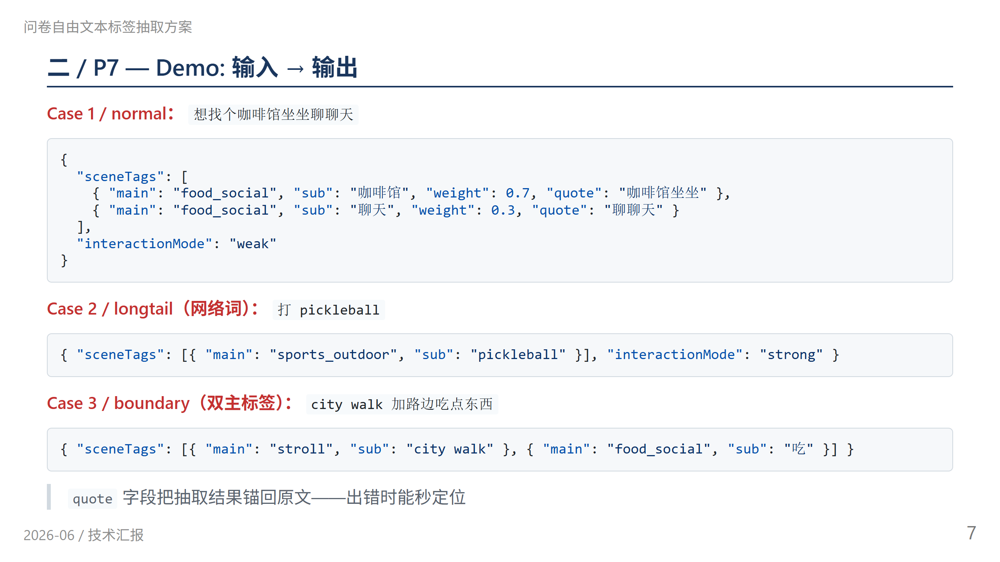 问卷自由文本标签抽取方案
二 / P7 — Demo: 输入 → 输出
Case 1 / normal： 想找个咖啡馆坐坐聊聊天
{
  "sceneTags": [
    { "main": "food_social", "sub": "咖啡馆", "weight": 0.7, "quote": "咖啡馆坐坐" },
    { "main": "food_social", "sub": "聊天", "weight": 0.3, "quote": "聊聊天" }
  ],
  "interactionMode": "weak"
}
Case 2 / longtail（网络词）： 打 pickleball
{ "sceneTags": [{ "main": "sports_outdoor", "sub": "pickleball" }], "interactionMode": "strong" }
Case 3 / boundary（双主标签）： city walk 加路边吃点东西
{ "sceneTags": [{ "main": "stroll", "sub": "city walk" }, { "main": "food_social", "sub": "吃" }] }
quote 字段把抽取结果锚回原文——出错时能秒定位
2026-06 / 技术汇报
7